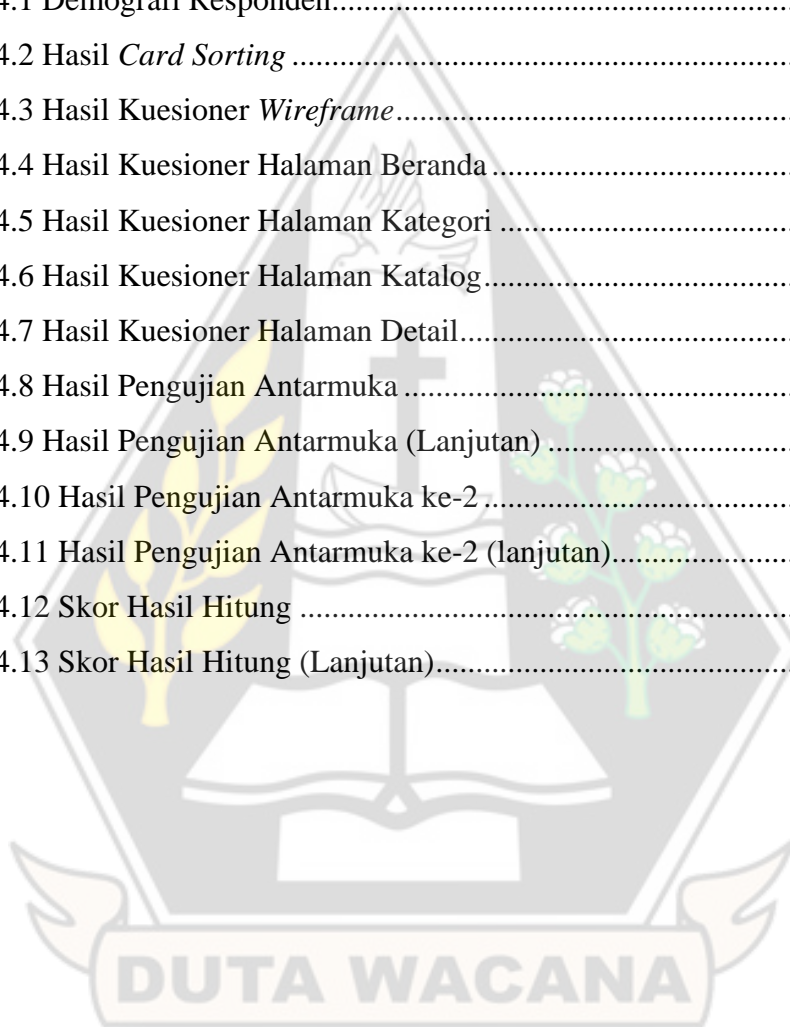 4.1 Demografi Responden.......................................................
4.2 Hasil Card Sorting............................................................
4.3 Hasil Kuesioner Wireframe...............................................
4.4 Hasil Kuesioner Halaman Beranda....................................
4.5 Hasil Kuesioner Halaman Kategori...................................
4.6 Hasil Kuesioner Halaman Katalog.....................................
4.7 Hasil Kuesioner Halaman Detail........................................
4.8 Hasil Pengujian Antarmuka...............................................
4.9 Hasil Pengujian Antarmuka (Lanjutan)..............................
4.10 Hasil Pengujian Antarmuka ke-2.....................................
4.11 Hasil Pengujian Antarmuka ke-2 (lanjutan)......................
4.12 Skor Hasil Hitung...........................................................
4.13 Skor Hasil Hitung (Lanjutan)..........................................
DUTA WACANA